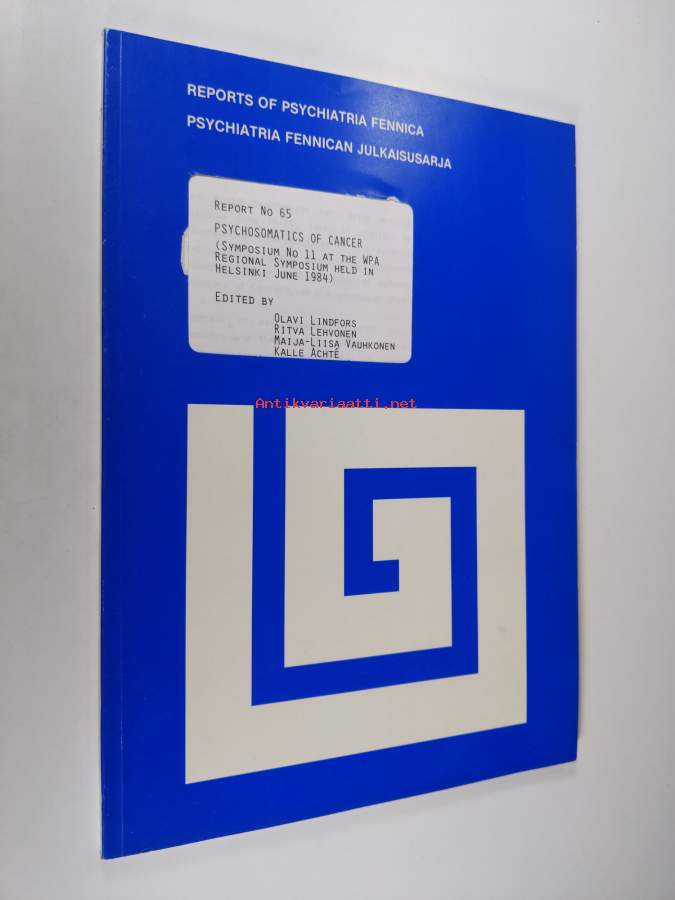 REPORTS OF PSYCHIATRIA FENNICA
PSYCHIATRIA FENNICAN JULKAISUSARJA
REPORT NO 65
PSYCHOSOMATICS OF CANCER
(SYMPOSIUM NO 11 AT THE WPA
REGIONAL SYMPOSIUM HELD IN
HELSINKI JUNE 1984)
EDITED BY
OLAVI LINDFORS
RITVA LEHVONEN
MAIJA-LIISA VAUHKONEN
KALLE ACHTÉ
Antikvariaatti.net